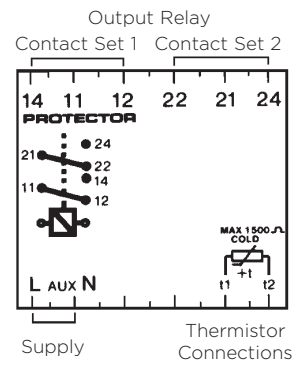 Output Relay
Contact Set 1 Contact Set 2
14 11 12 22 21 24
PROTECTOR
24
21
22
14
11
12
MAX 1500Ω
COLD
+t
L AUX N t1 t2
Supply
Thermistor
Connections